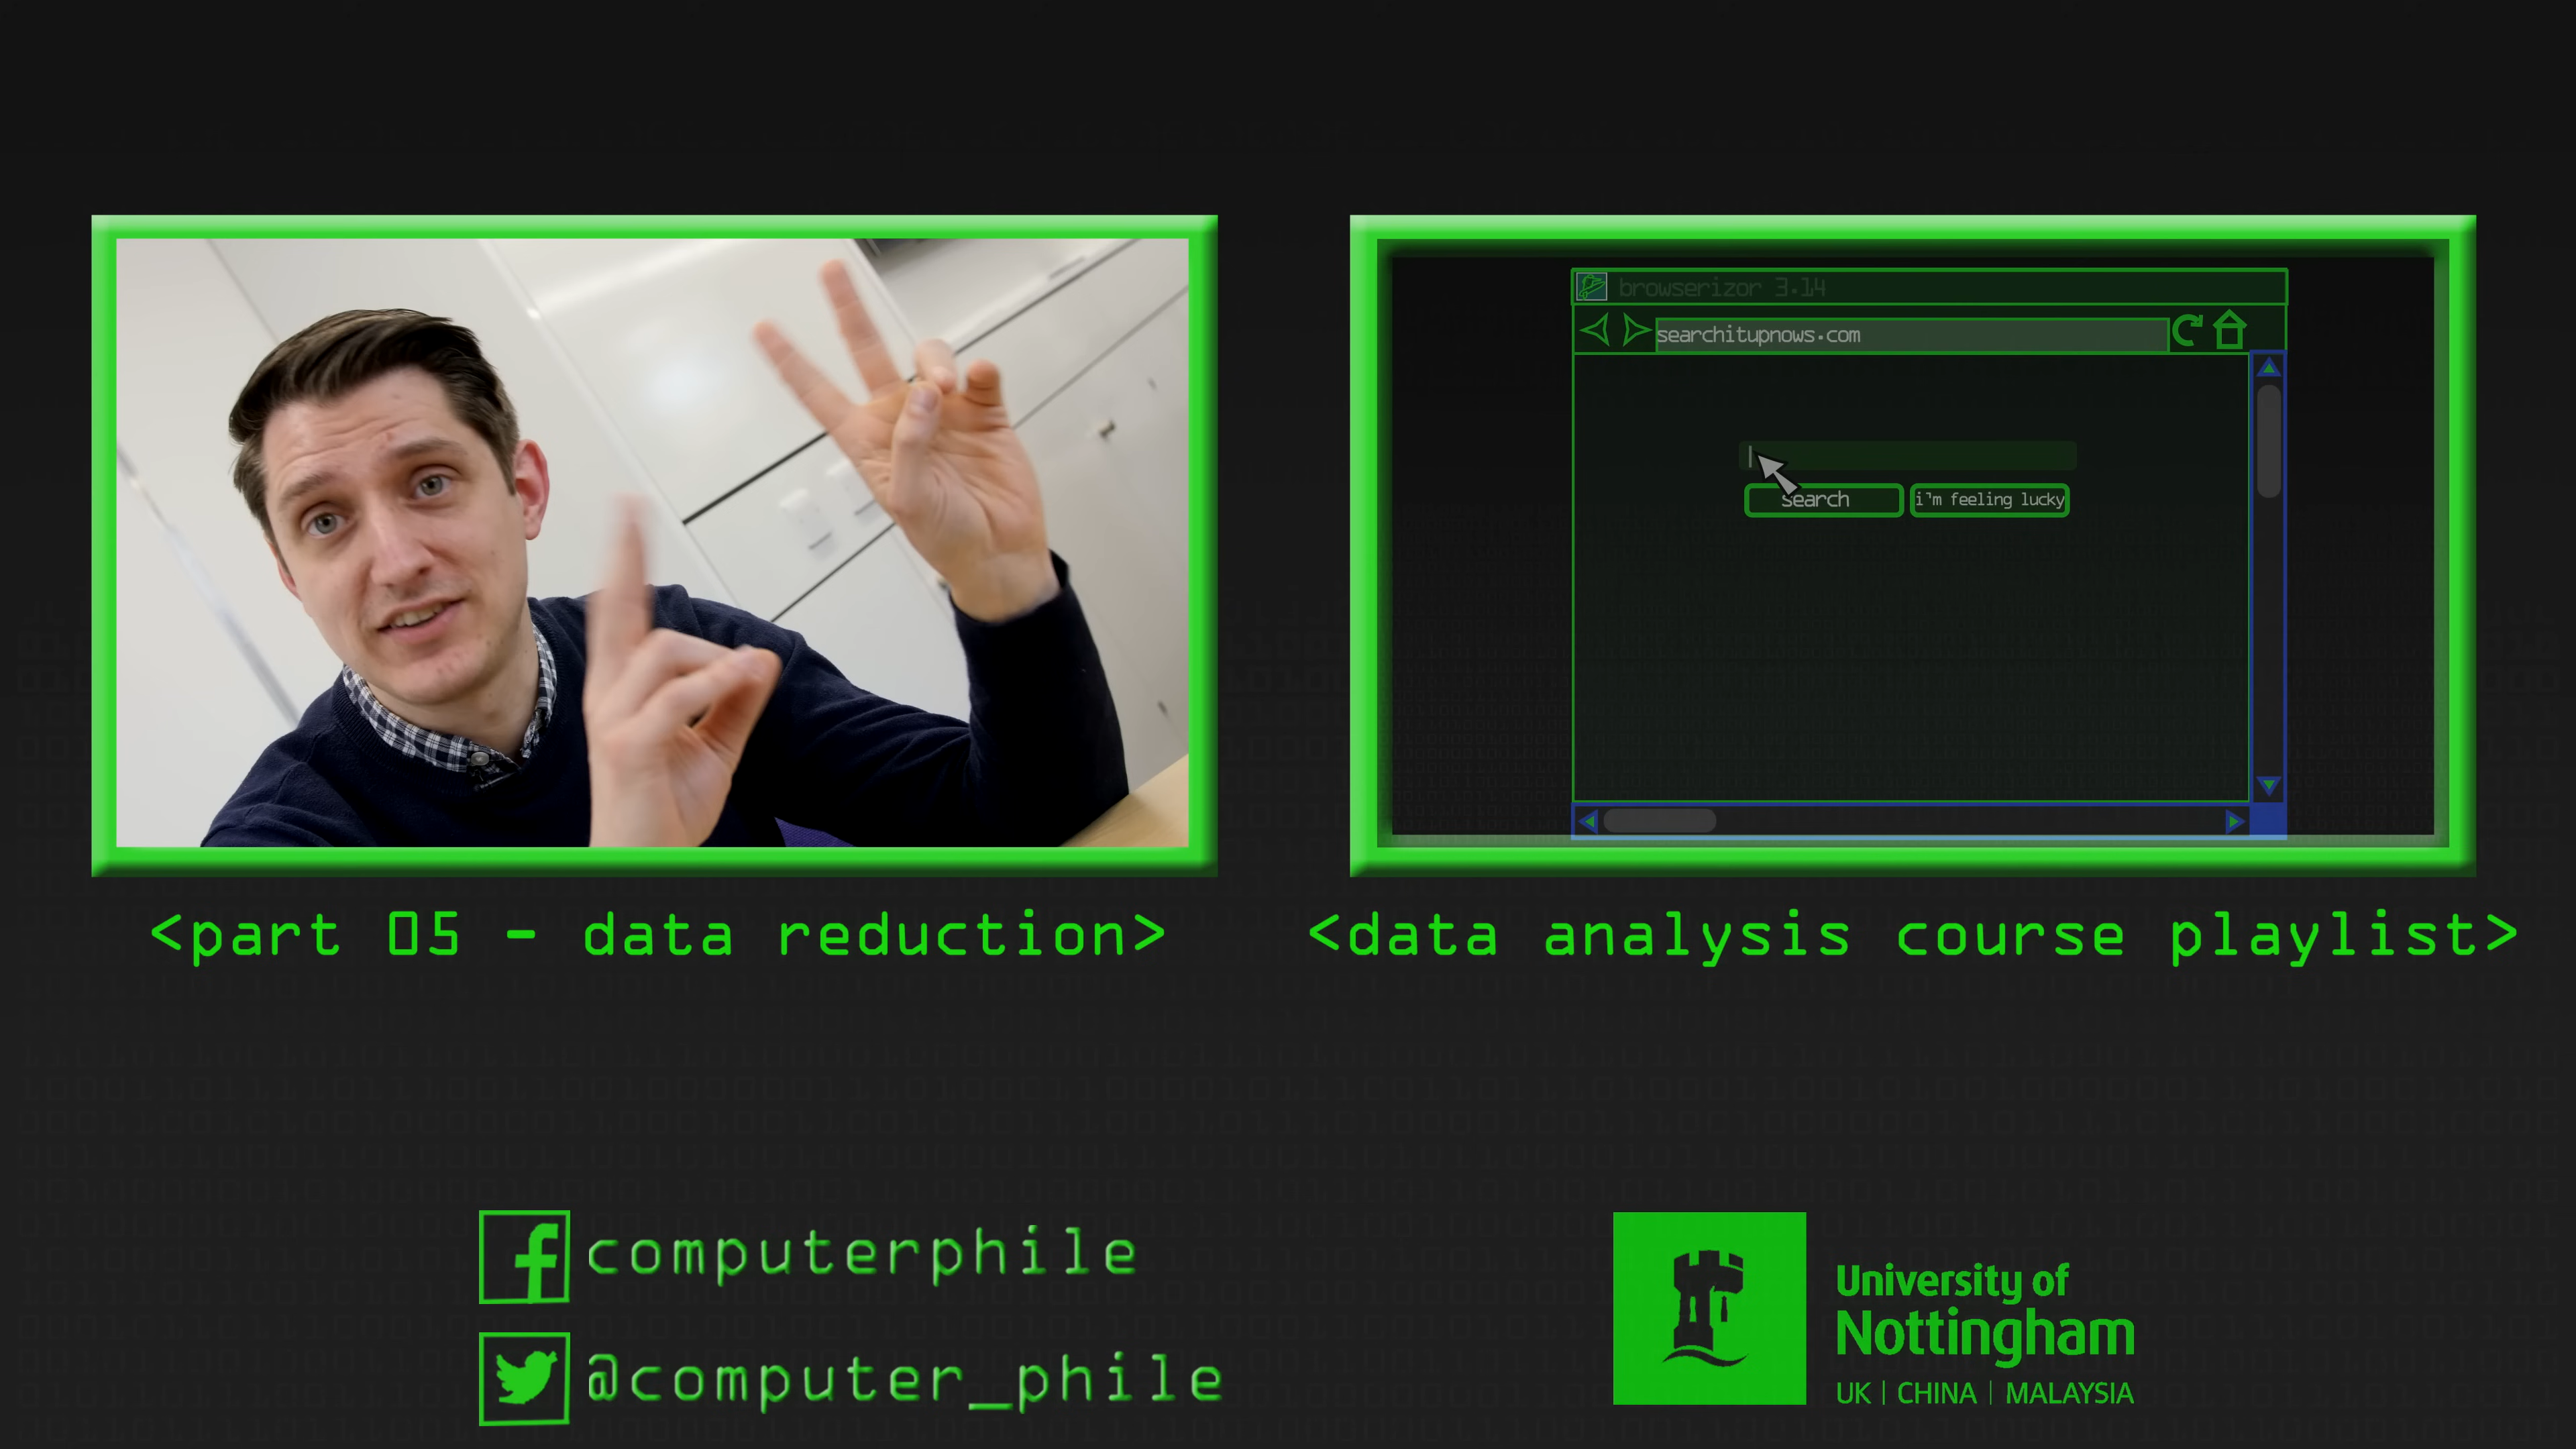 browserizor 3.14
searchitupnows.com
search
i'm feeling lucky
<part 05 - data reduction>
<data analysis course playlist>
computerphile
@computer_phile
University of
Nottingham
UK | CHINA | MALAYSIA